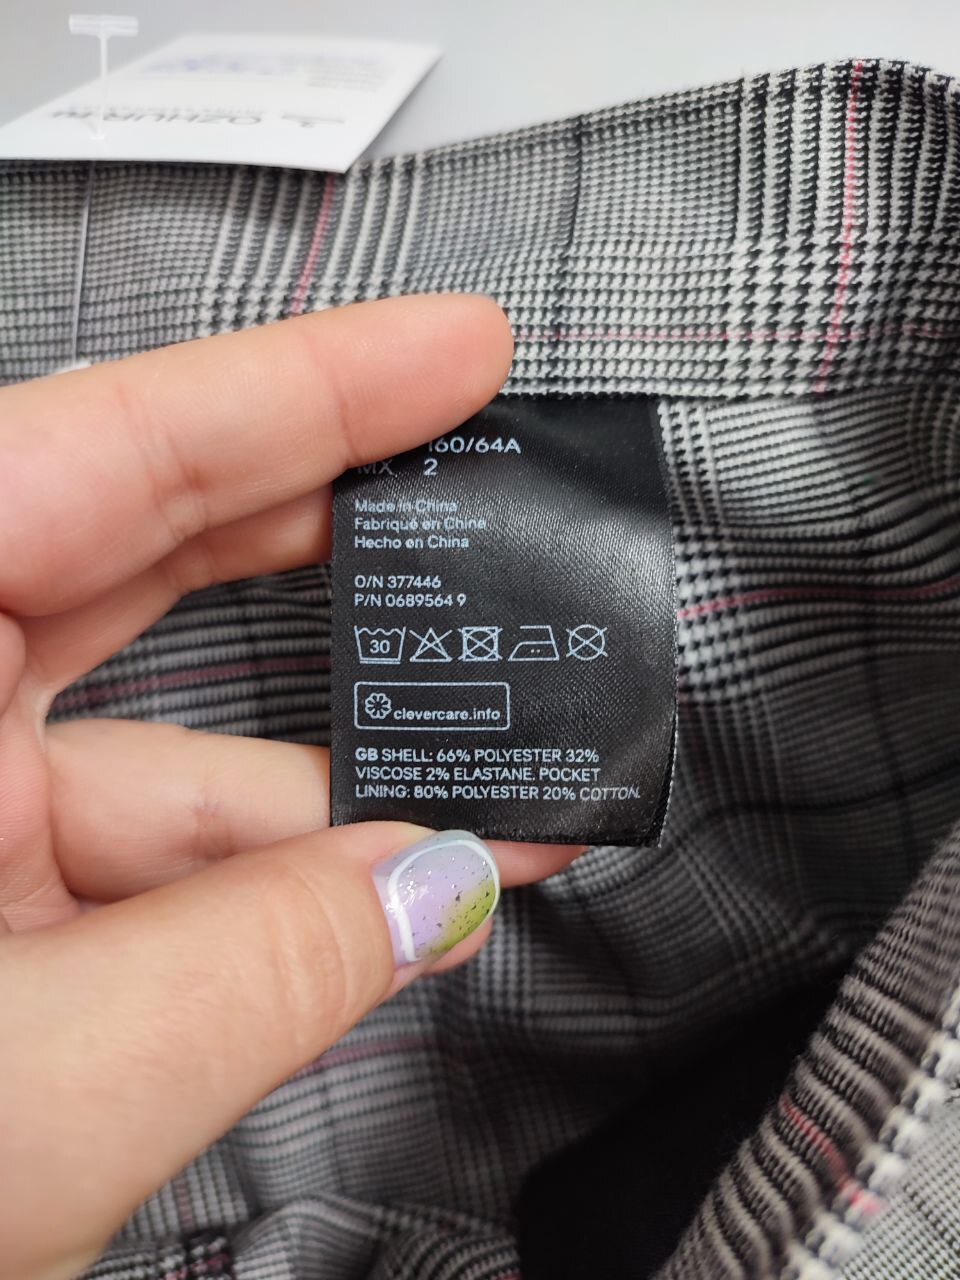 160/64A
MX 2
Made in China
Fabriqué en Chine
Hecho en China
O/N 377446
P/N 0689564 9
30
clevercare.info
GB SHELL: 66% POLYESTER 32%
VISCOSE 2% ELASTANE. POCKET
LINING: 80% POLYESTER 20% COTTON.